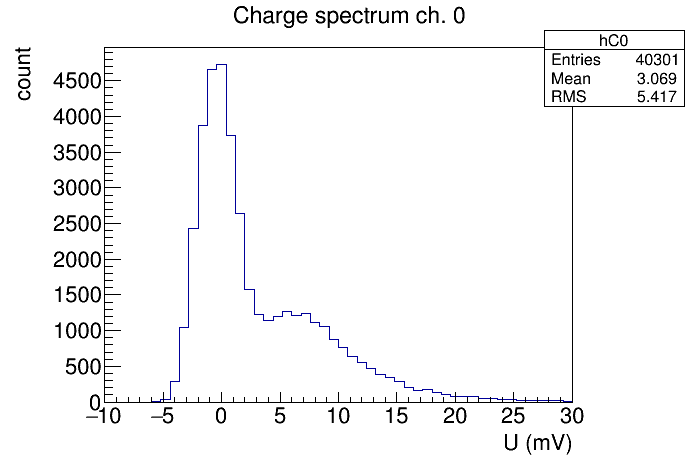 Charge spectrum ch. 0
hC0
Entries 40301
Mean 3.069
RMS 5.417
count
4500
4000
3500
3000
2500
2000
1500
1000
500
0
−10 −5 0 5 10 15 20 25 30
U (mV)